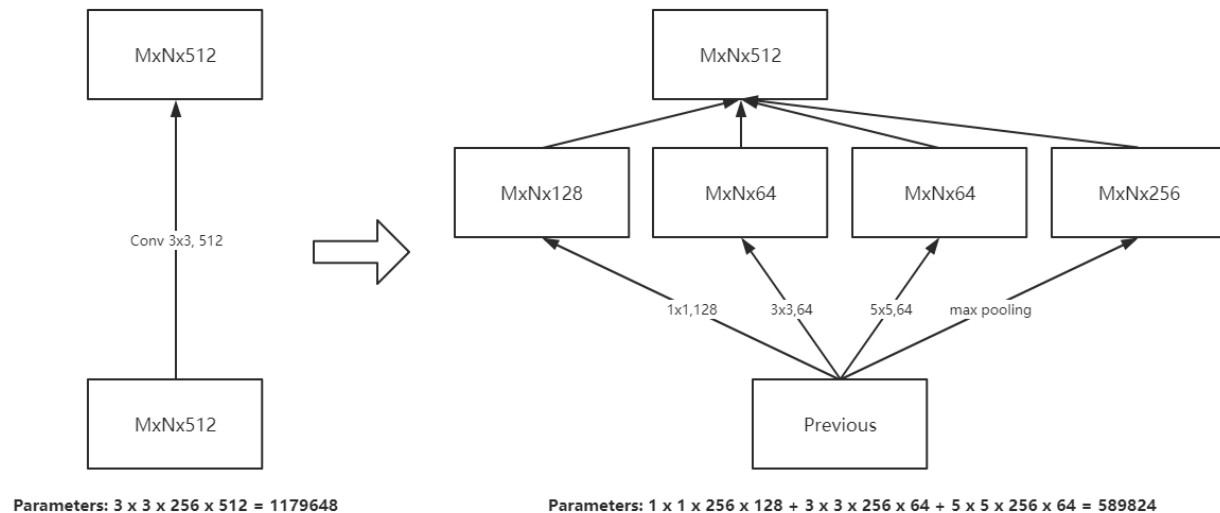 MxNx512
Conv 3x3, 512
MxNx512
Parameters: 3 x 3 x 256 x 512 = 1179648
MxNx512
MxNx128
MxNx64
MxNx64
MxNx256
1x1,128
3x3,64
5x5,64
max pooling
Previous
Parameters: 1 x 1 x 256 x 128 + 3 x 3 x 256 x 64 + 5 x 5 x 256 x 64 = 589824